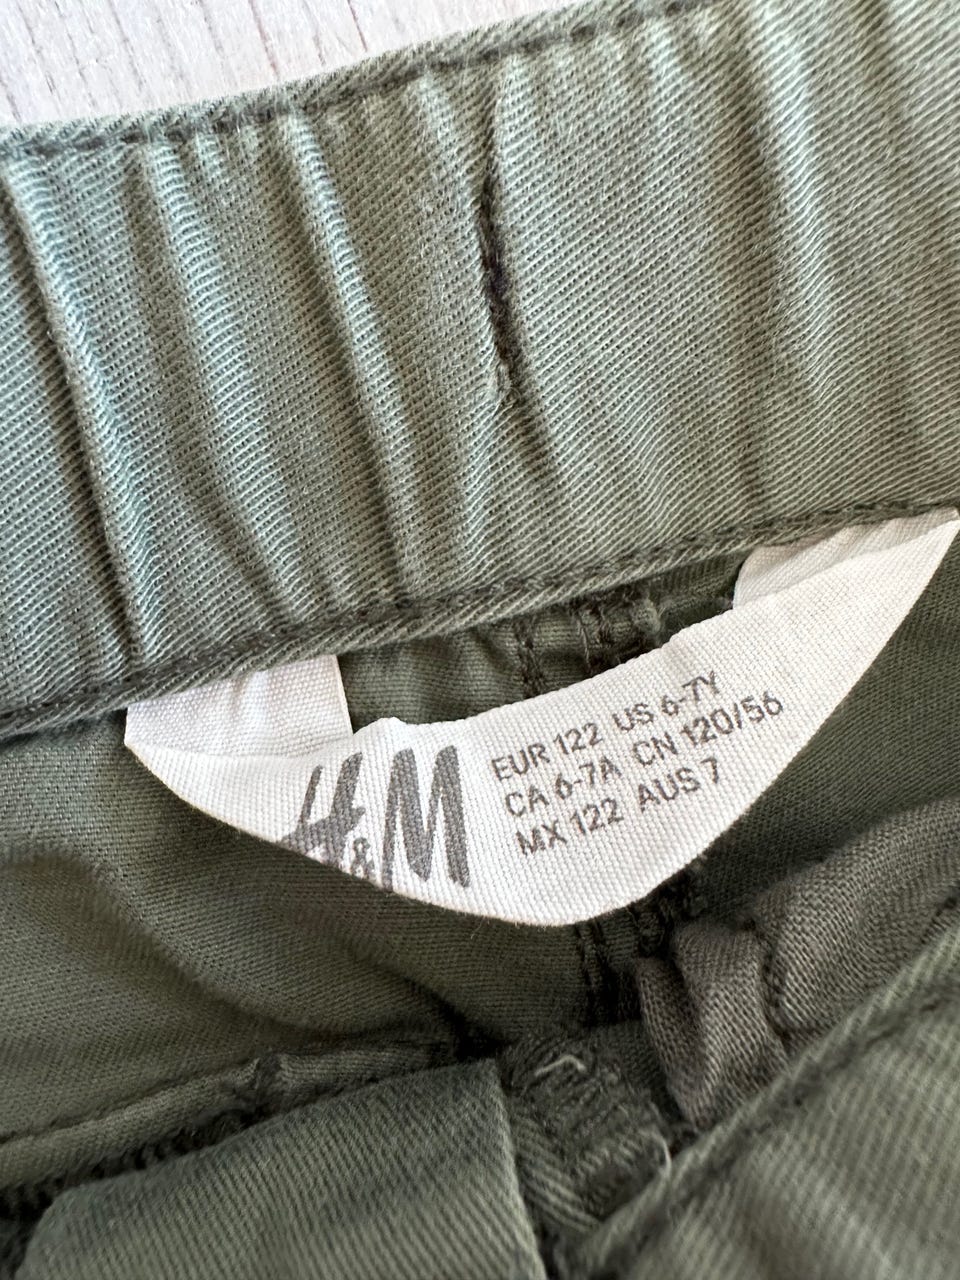 H&M
EUR 122 US 6-7Y
CA 6-7A CN 120/56
MX 122 AUS 7